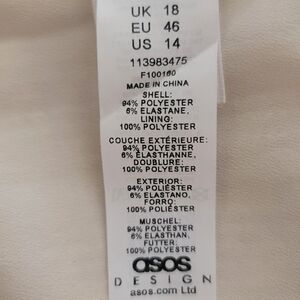 UK 18
EU 46
US 14
113983475
F100160
MADE IN CHINA
SHELL:
94% POLYESTER
6% ELASTANE,
LINING:
100% POLYESTER
COUCHE EXTÉRIEURE:
94% POLYESTER
6% ÉLASTHANNE,
DOUBLURE:
100% POLYESTER
EXTERIOR:
94% POLIÉSTER
6% ELASTANO,
FORRO:
100% POLIÉSTER
MUSCHEL:
94% POLYESTER
6% ELASTHAN,
FUTTER:
100% POLYESTER
asos
DESIGN
asos.com Ltd